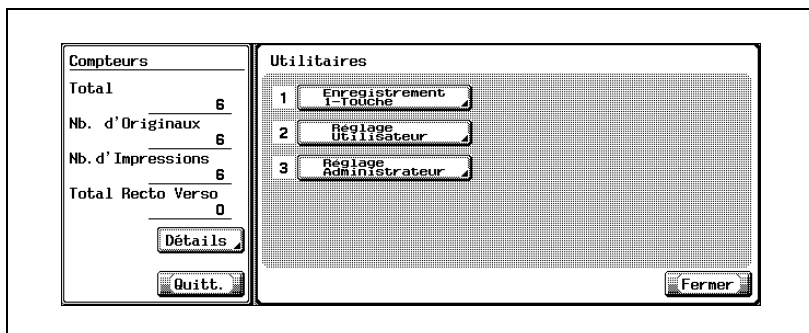 Compteurs
Total
6
Nb. d'Originaux
6
Nb.d'Impressions
6
Total Recto Verso
0
Détails
Quitt.
Utilitaires
1 Enregistrement
1-Touche
2 Réglage
Utilisateur
3 Réglage
Administrateur
Fermer